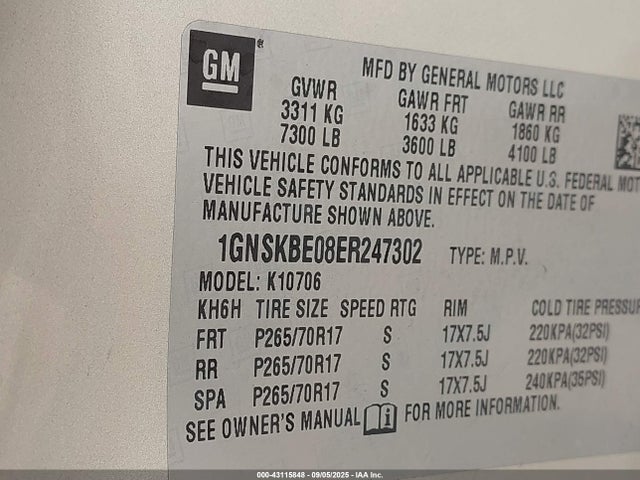 GM
MFD BY GENERAL MOTORS LLC
GVWR GAWR FRT GAWR RR
3311 KG 1633 KG 1860 KG
7300 LB 3600 LB 4100 LB
THIS VEHICLE CONFORMS TO ALL APPLICABLE U.S. FEDERAL MOT
VEHICLE SAFETY STANDARDS IN EFFECT ON THE DATE OF
MANUFACTURE SHOWN ABOVE.
1GNSKBE08ER247302 TYPE: M.P.V.
MODEL: K10706
KH6H TIRE SIZE SPEED RTG RIM COLD TIRE PRESSUR
FRT P265/70R17 S 17X7.5J 220KPA(32PSI)
RR P265/70R17 S 17X7.5J 220KPA(32PSI)
SPA P265/70R17 S 17X7.5J 240KPA(35PSI)
SEE OWNER'S MANUAL FOR MORE INFORMATION.
000-43115848 - 09/05/2025 - IAA Inc.